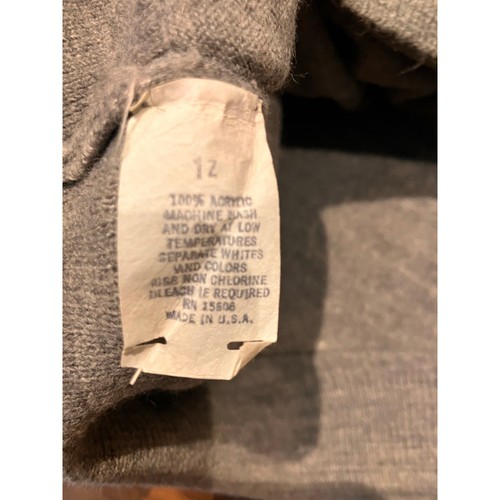 12
100% ACRYLIC
MACHINE WASH
AND DRY AT LOW
TEMPERATURES
SEPARATE WHITES
AND COLORS
USE NON CHLORINE
BLEACH IF REQUIRED
RN 15606
MADE IN U.S.A.